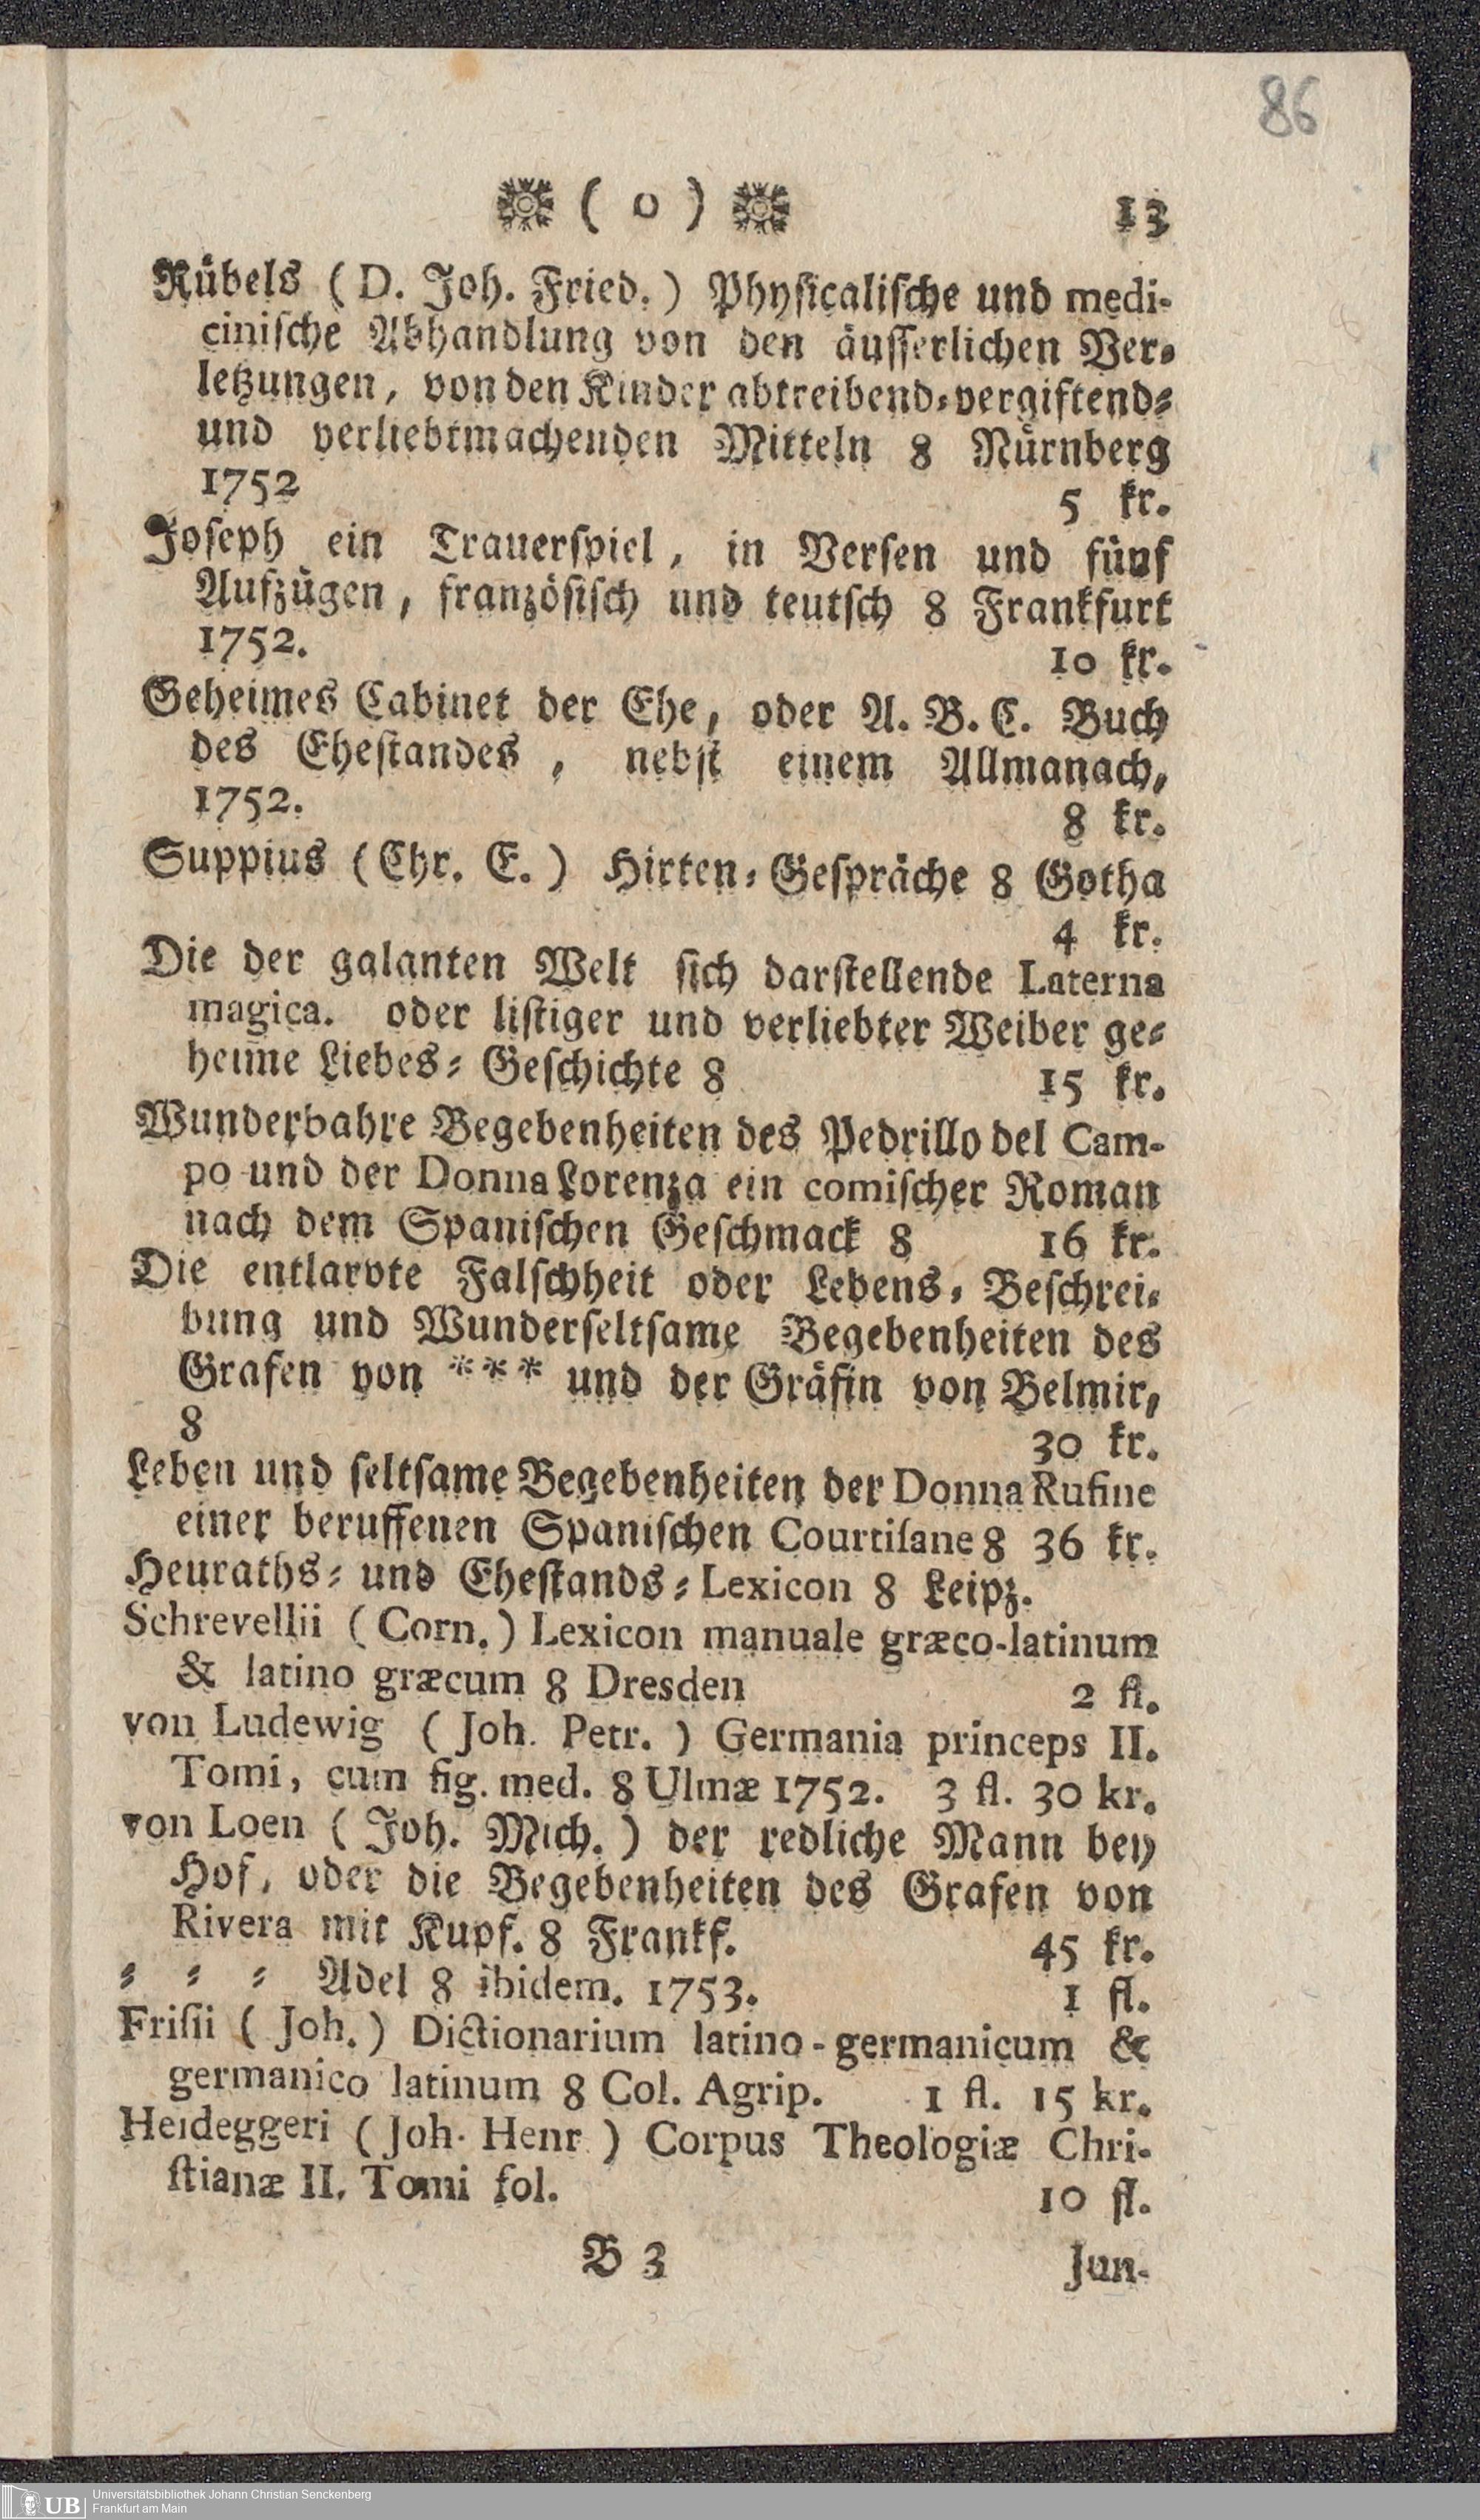 86
( o ) 13
Rübels (D. Joh. Fried.) Physicalische und medi-
cinische Abhandlung von den äusserlichen Ver-
letzungen, von den Kinder abtreibend-vergiftend-
und verliebtmachenden Mitteln 8 Nürnberg
1752 5 kr.
Joseph ein Trauerspiel, in Versen und fünf
Aufzügen, französisch und teutsch 8 Frankfurt
1752. 10 kr.
Geheimes Cabinet der Ehe, oder A. B. C. Buch
des Ehestandes, nebst einem Allmanach,
1752. 8 kr.
Suppius (Chr. E.) Hirten-Gespräche 8 Gotha
4 kr.
Die der galanten Welt sich darstellende Laterna
magica. oder listiger und verliebter Weiber ge-
heime Liebes-Geschichte 8 15 kr.
Wunderbahre Begebenheiten des Pedrillo del Cam-
po und der Donna Lorenza ein comischer Roman
nach dem Spanischen Geschmack 8 16 kr.
Die entlarvte Falschheit oder Lebens-Beschrei-
bung und Wunderseltsame Begebenheiten des
Grafen von *** und der Gräfin von Belmir,
8 30 kr.
Leben und seltsame Begebenheiten der Donna Rufine
einer beruffenen Spanischen Courtisane 8 36 kr.
Heuraths- und Ehestands-Lexicon 8 Leipz.
Schrevellii (Corn.) Lexicon manuale græco-latinum
& latino græcum 8 Dresden 2 fl.
von Ludewig (Joh. Petr.) Germania princeps II.
Tomi, cum fig. med. 8 Ulmæ 1752. 3 fl. 30 kr.
von Loen (Joh. Mich.) der redliche Mann bey
Hof, oder die Begebenheiten des Grafen von
Rivera mit Kupf. 8 Frankf. 45 kr.
- - - Adel 8 ibidem. 1753. 1 fl.
Frisii (Joh.) Dictionarium latino-germanicum &
germanico latinum 8 Col. Agrip. 1 fl. 15 kr.
Heideggeri (Joh. Henr) Corpus Theologiæ Chri-
stianæ II. Tomi fol. 10 fl.
B 3 Jun-
UB Universitätsbibliothek Johann Christian Senckenberg
Frankfurt am Main